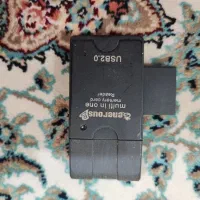 USB2.0
Generous
multi in one
memory card
Reader